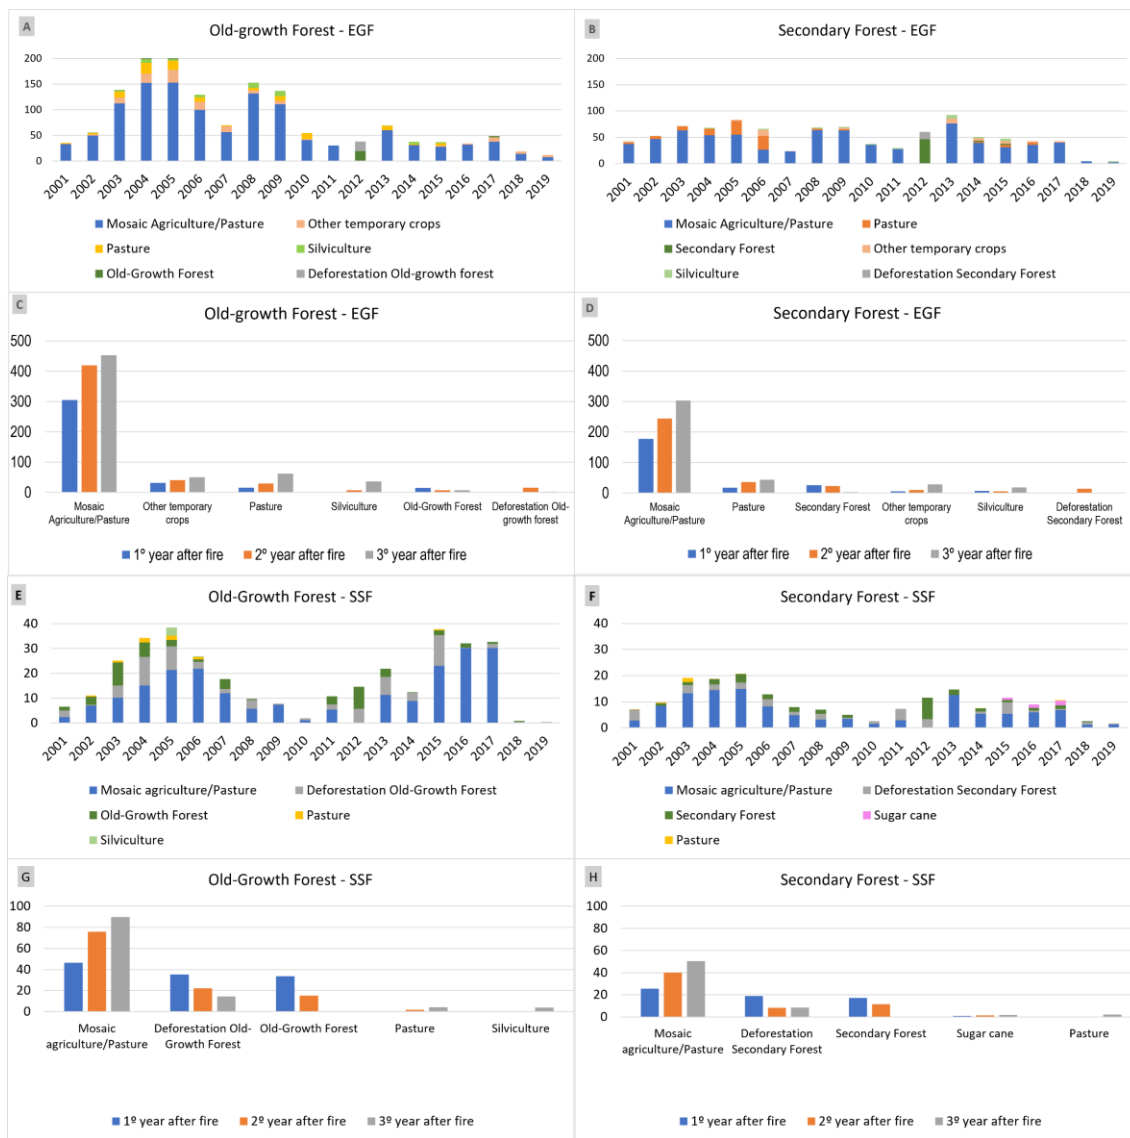 A
Old-growth Forest - EGF
200
150
100
50
0
2001 2002 2003 2004 2005 2006 2007 2008 2009 2010 2011 2012 2013 2014 2015 2016 2017 2018 2019
Mosaic Agriculture/Pasture Other temporary crops
Pasture Silviculture
Old-Growth Forest Deforestation Old-growth forest
B
Secondary Forest - EGF
200
150
100
50
0
2001 2002 2003 2004 2005 2006 2007 2008 2009 2010 2011 2012 2013 2014 2015 2016 2017 2018 2019
Mosaic Agriculture/Pasture Pasture
Secondary Forest Other temporary crops
Silviculture Deforestation Secondary Forest
C
Old-growth Forest - EGF
500
400
300
200
100
0
Mosaic Other temporary Pasture Silviculture Old-Growth Forest Deforestation Old-
Agriculture/Pasture crops growth forest
1º year after fire 2º year after fire 3º year after fire
D
Secondary Forest - EGF
500
400
300
200
100
0
Mosaic Pasture Secondary Forest Other temporary Silviculture Deforestation
Agriculture/Pasture crops Secondary Forest
1º year after fire 2º year after fire 3º year after fire
E
Old-Growth Forest - SSF
40
30
20
10
0
2001 2002 2003 2004 2005 2006 2007 2008 2009 2010 2011 2012 2013 2014 2015 2016 2017 2018 2019
Mosaic agriculture/Pasture Deforestation Old-Growth Forest
Old-Growth Forest Pasture
Silviculture
F
Secondary Forest - SSF
40
30
20
10
0
2001 2002 2003 2004 2005 2006 2007 2008 2009 2010 2011 2012 2013 2014 2015 2016 2017 2018 2019
Mosaic agriculture/Pasture Deforestation Secondary Forest
Secondary Forest Sugar cane
Pasture
G
Old-Growth Forest - SSF
100
80
60
40
20
0
Mosaic Deforestation Old- Old-Growth Forest Pasture Silviculture
agriculture/Pasture Growth Forest
1º year after fire 2º year after fire 3º year after fire
H
Secondary Forest - SSF
100
80
60
40
20
0
Mosaic Deforestation Secondary Forest Sugar cane Pasture
agriculture/Pasture Secondary Forest
1º year after fire 2º year after fire 3º year after fire